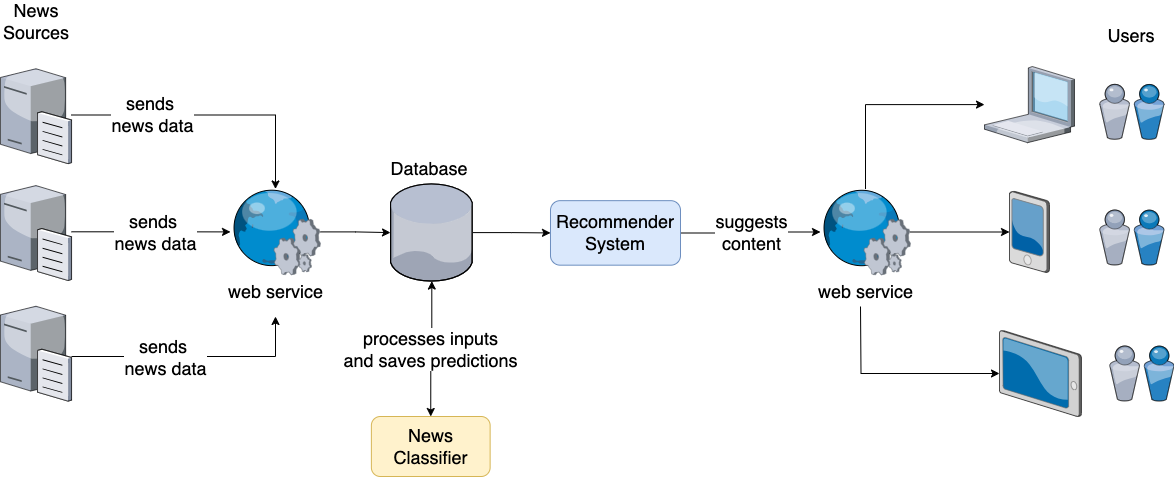 News
Sources
Users
sends
news data
Database
sends
news data
Recommender
System
suggests
content
web service
web service
processes inputs
and saves predictions
sends
news data
News
Classifier